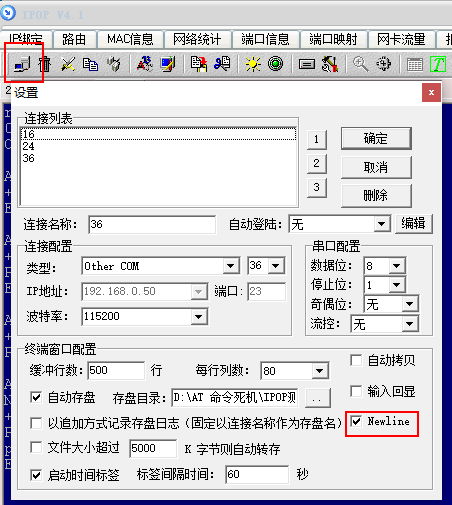 IPOP V4.1
IP绑定 路由 MAC信息 网络统计 端口信息 端口映射 网卡流量
设置 x
连接列表
16
24
36
1
2
3
确定
取消
删除
连接名称: 36 自动登陆: 无 编辑
连接配置
类型: Other COM 36
IP地址: 192.168.0.50 端口: 23
波特率: 115200
串口配置
数据位: 8
停止位: 1
奇偶位: 无
流控: 无
终端窗口配置
缓冲行数: 500 行 每行列数: 80 自动拷贝
自动存盘 存盘目录: D:\AT 命令死机\IPOP .. 输入回显
以追加方式记录存盘日志(固定以连接名称作为存盘名) Newline
文件大小超过 5000 K 字节则自动转存
启动时间标签 标签间隔时间: 60 秒